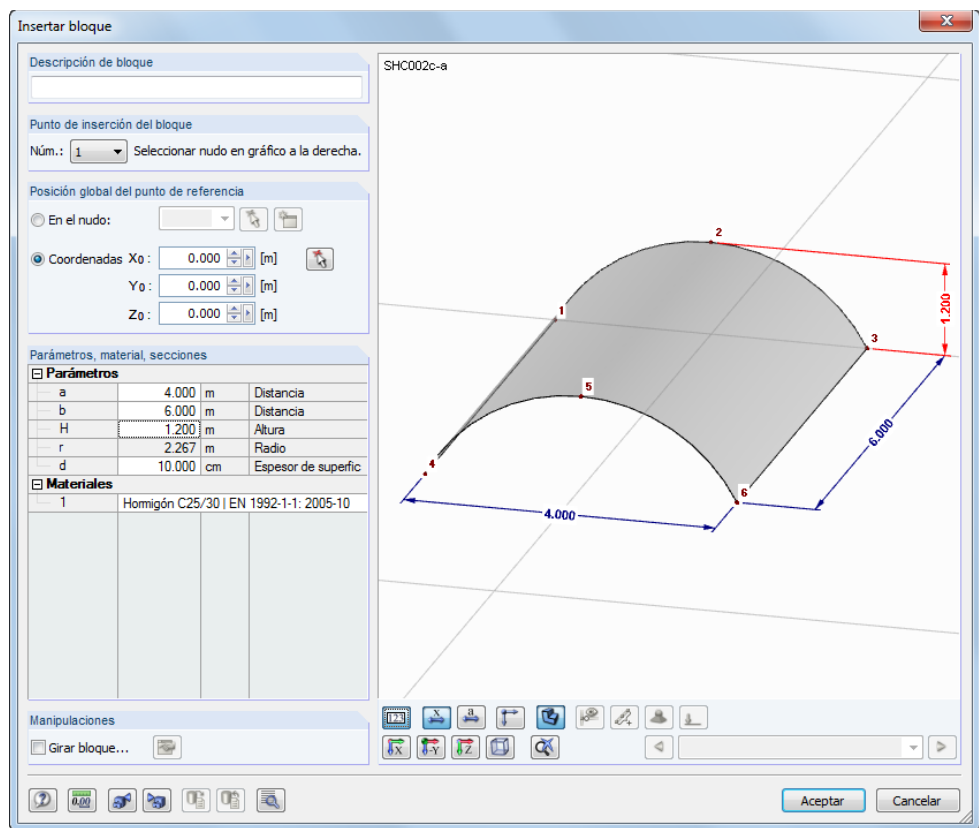 Insertar bloque
Descripción de bloque
Punto de inserción del bloque
Núm.: 1 Seleccionar nudo en gráfico a la derecha.
Posición global del punto de referencia
En el nudo:
Coordenadas X0 : 0.000 [m]
Y0 : 0.000 [m]
Z0 : 0.000 [m]
Parámetros, material, secciones
Parámetros
a 4.000 m Distancia
b 6.000 m Distancia
H 1.200 m Altura
r 2.267 m Radio
d 10.000 cm Espesor de superfic
Materiales
1 Hormigón C25/30 | EN 1992-1-1: 2005-10
Manipulaciones
Girar bloque...
SHC002c-a
2
1
3
1.200
5
4
6
6.000
4.000
123
x
a
X
-Y
Z
0.00
Aceptar
Cancelar